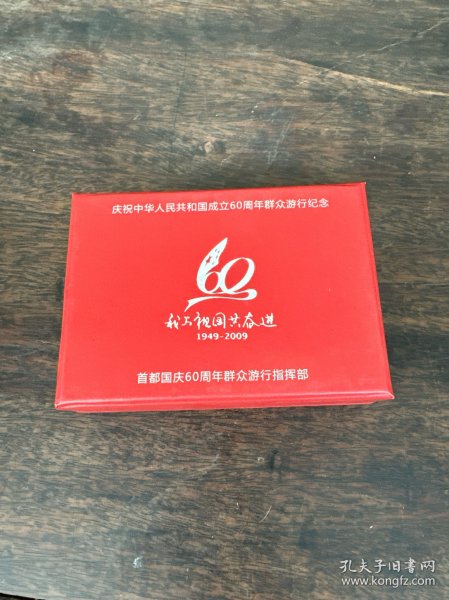 庆祝中华人民共和国成立60周年群众游行纪念
60
我与祖国共奋进
1949-2009
首都国庆60周年群众游行指挥部
孔夫子旧书网
www.kongfz.com